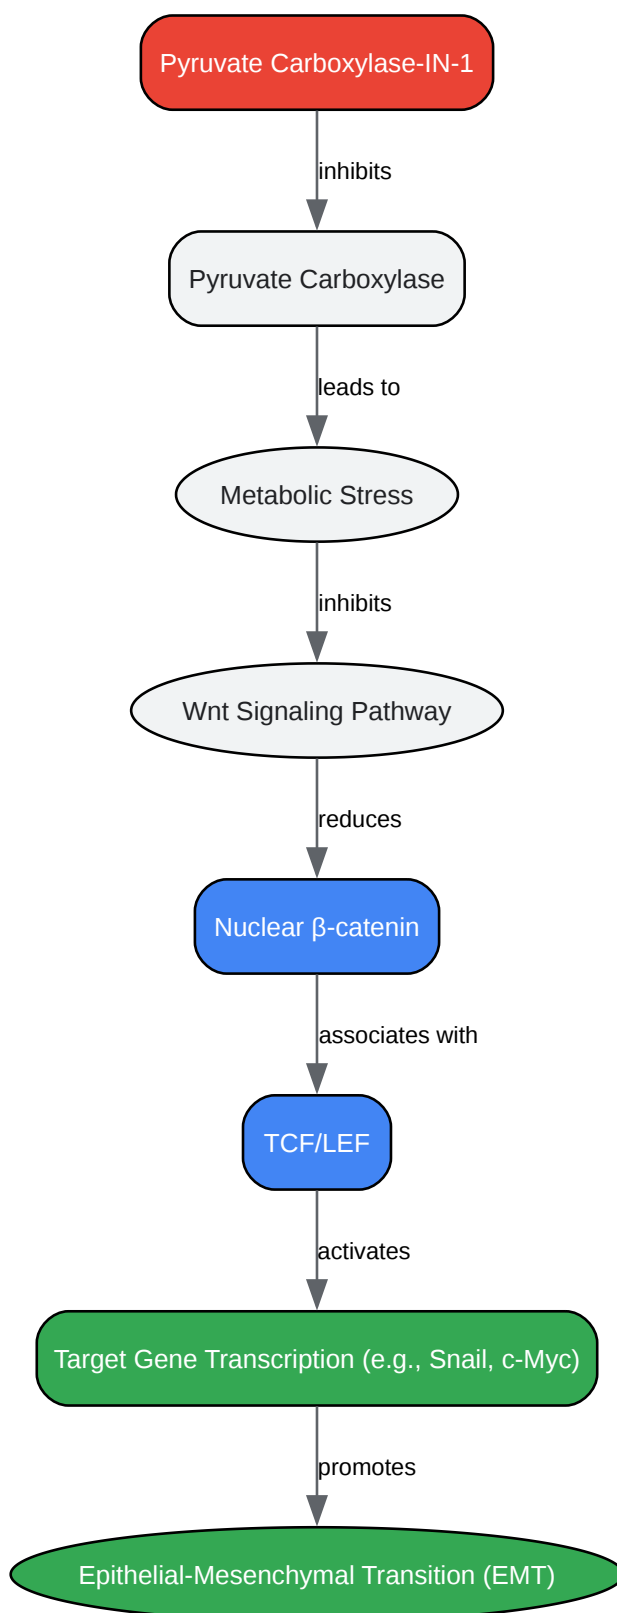 Pyruvate Carboxylase-IN-1
inhibits
Pyruvate Carboxylase
leads to
Metabolic Stress
inhibits
Wnt Signaling Pathway
reduces
Nuclear β-catenin
associates with
TCF/LEF
activates
Target Gene Transcription (e.g., Snail, c-Myc)
promotes
Epithelial-Mesenchymal Transition (EMT)